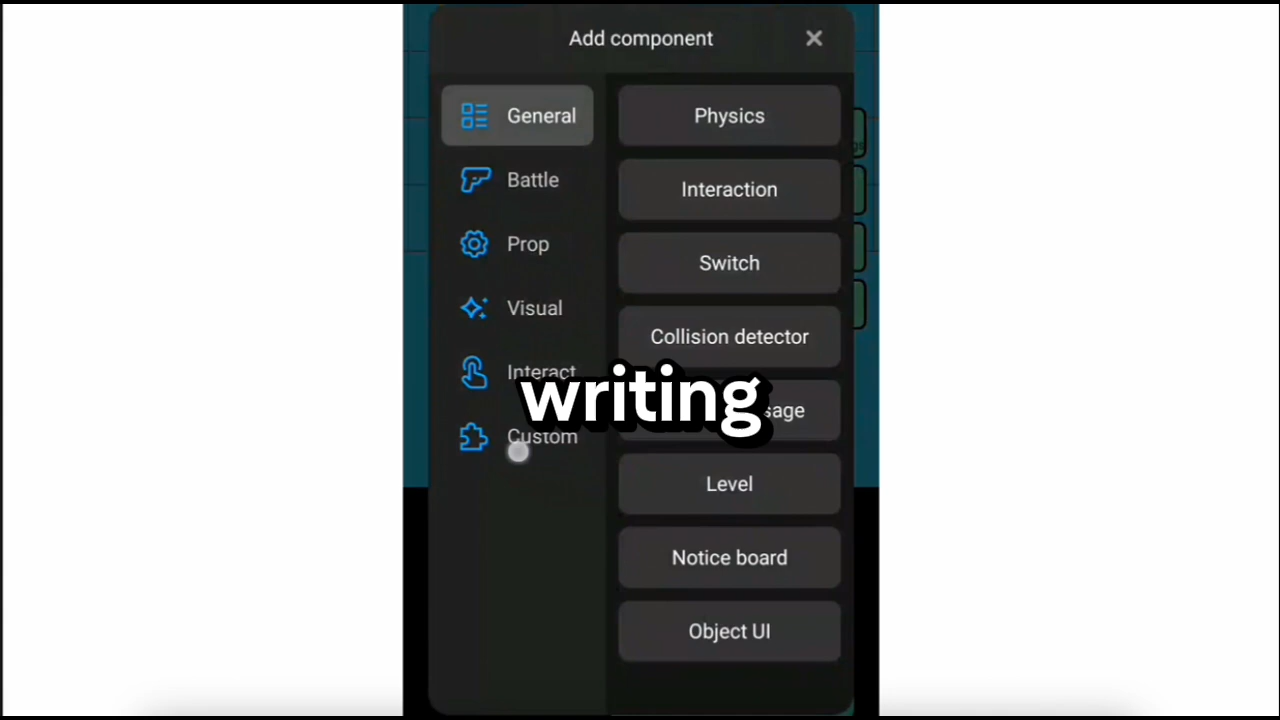 Add component
General
Battle
Prop
Visual
Interact
Custom
Physics
Interaction
Switch
Collision detector
Level
Notice board
Object UI
writing